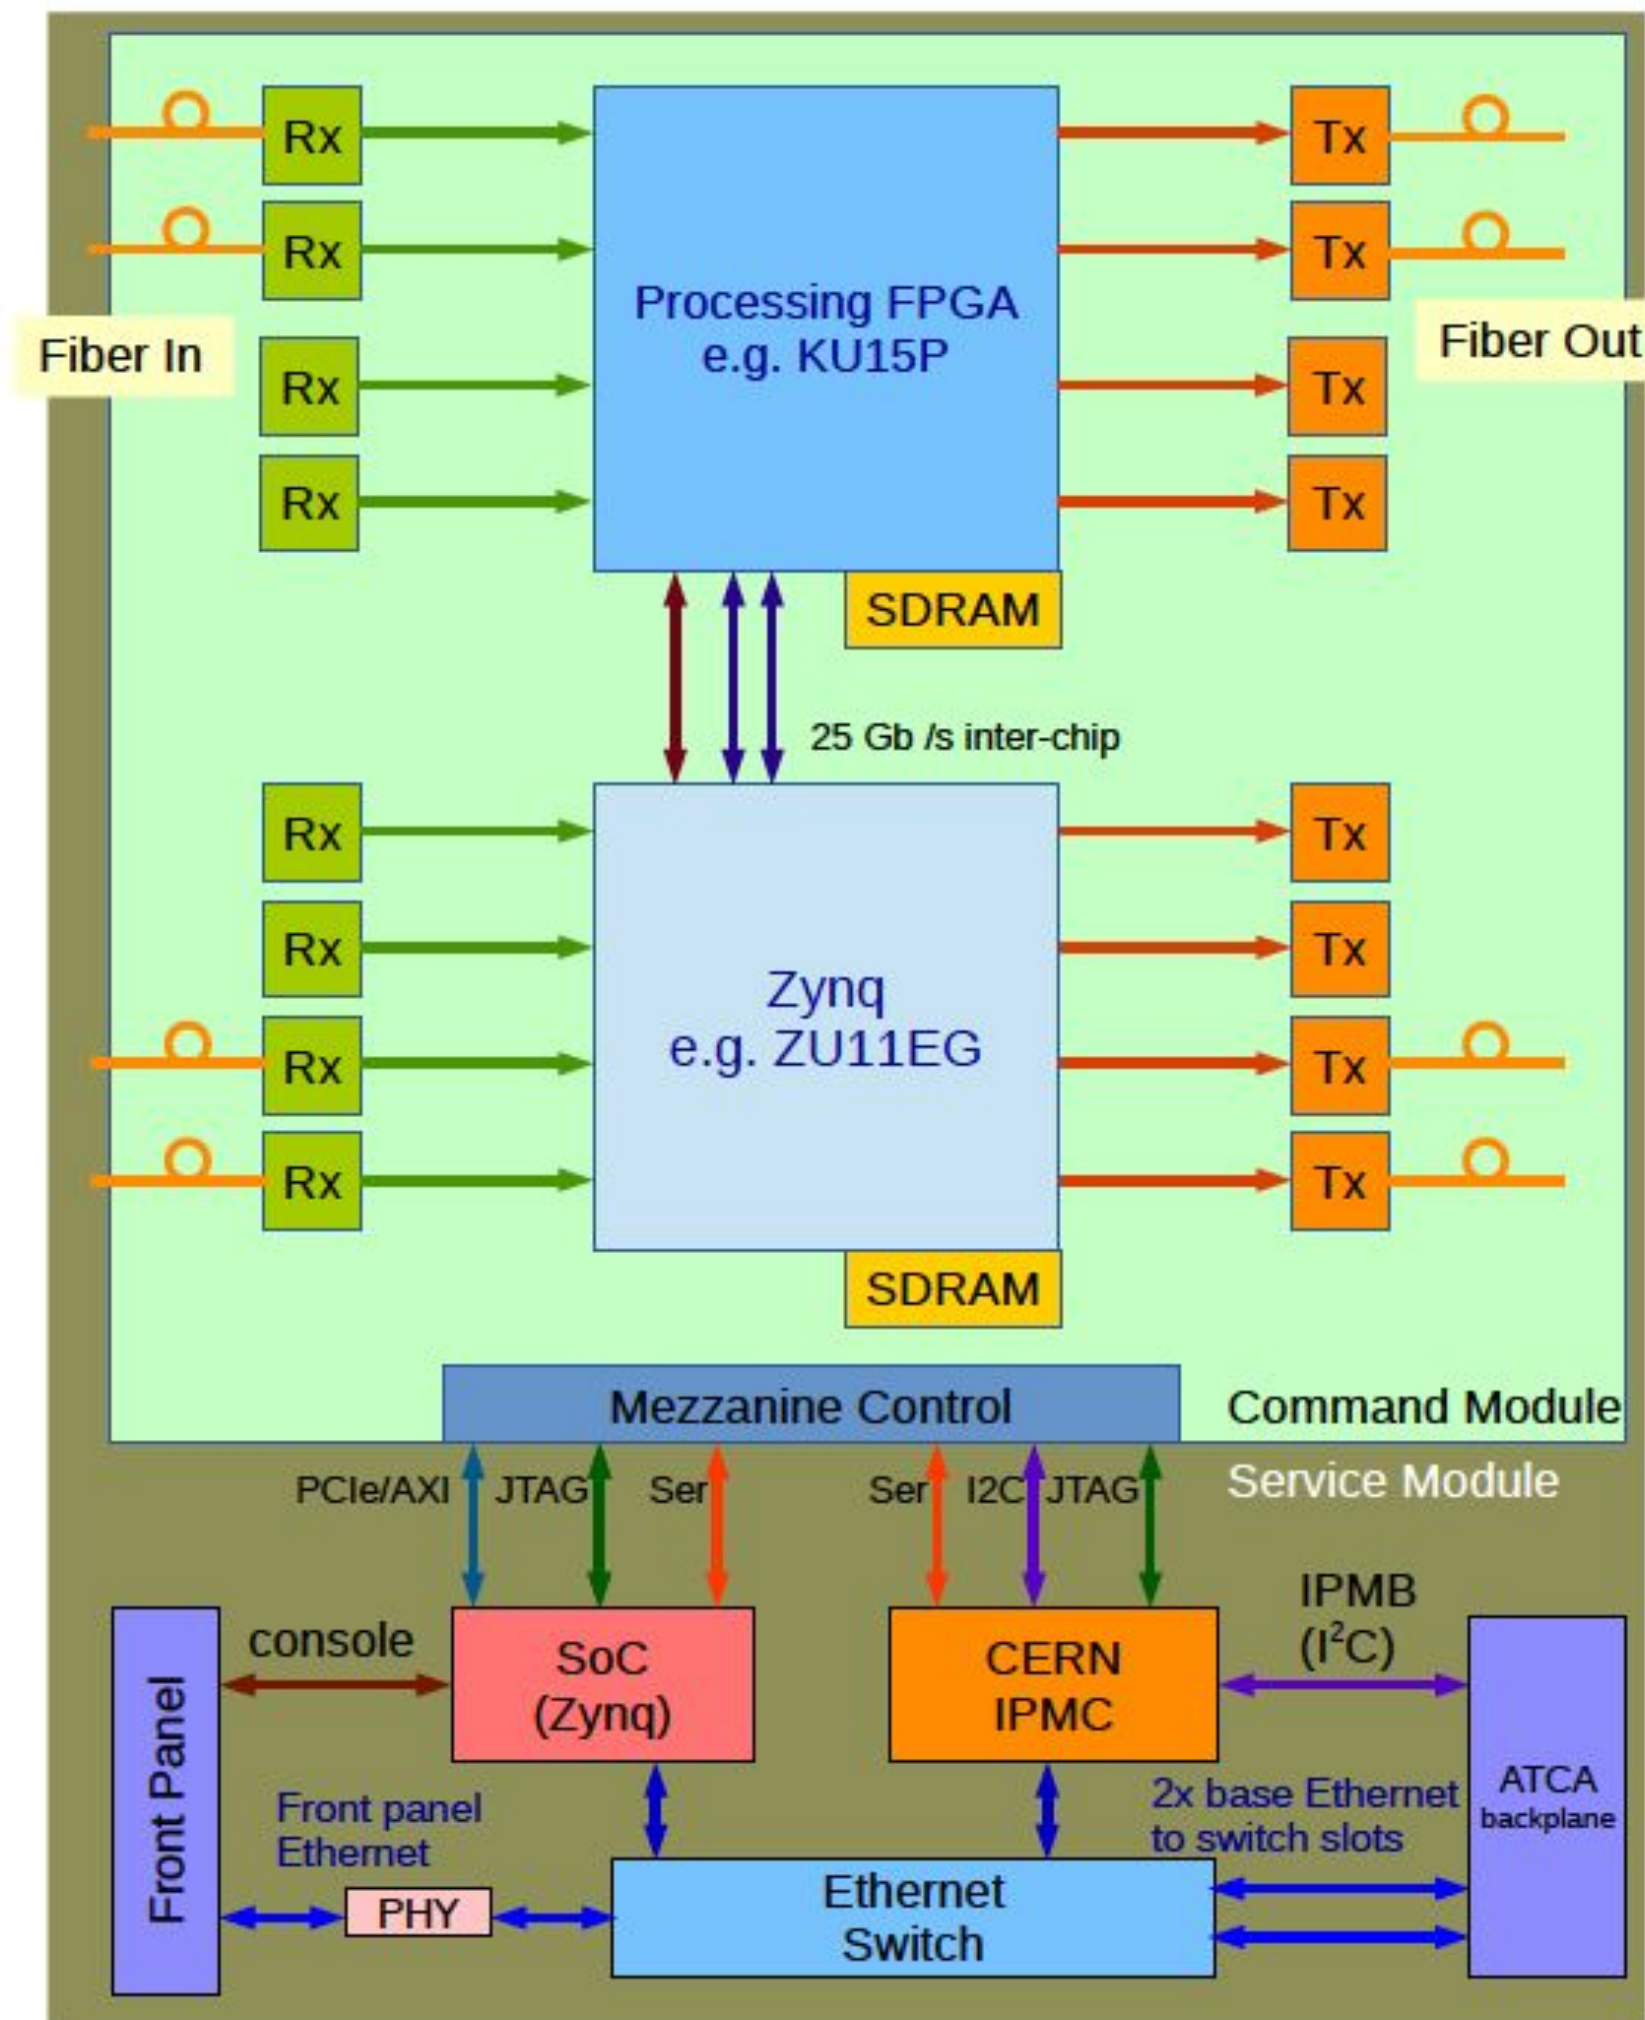 Rx
Tx
Rx
Tx
Processing FPGA
e.g. KU15P
Fiber In
Fiber Out
Rx
Tx
Rx
Tx
SDRAM
25 Gb /s inter-chip
Rx
Tx
Rx
Tx
Zynq
e.g. ZU11EG
Rx
Tx
Rx
Tx
SDRAM
Mezzanine Control
Command Module
Service Module
PCIe/AXI
JTAG
Ser
Ser
I2C
JTAG
IPMB
(I²C)
console
SoC
(Zynq)
CERN
IPMC
Front Panel
Front panel
Ethernet
2x base Ethernet
to switch slots
ATCA
backplane
PHY
Ethernet
Switch